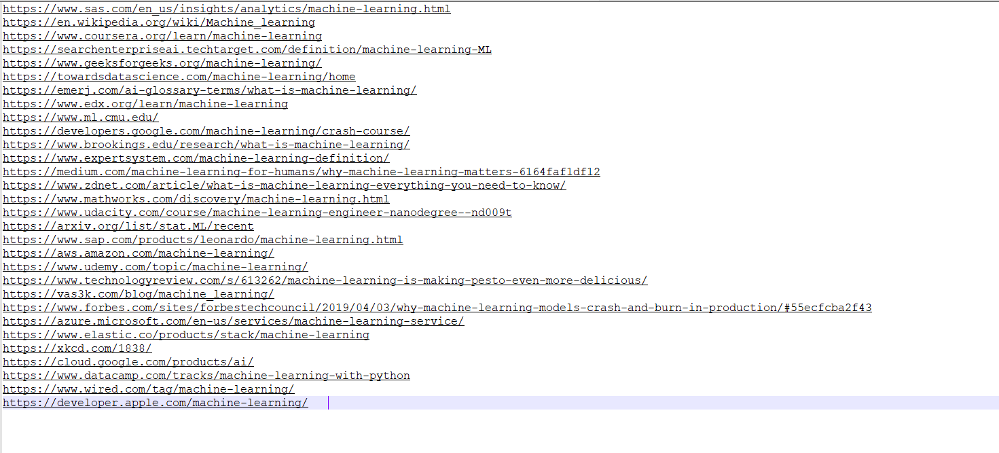 https://www.sas.com/en_us/insights/analytics/machine-learning.html
https://en.wikipedia.org/wiki/Machine_learning
https://www.coursera.org/learn/machine-learning
https://searchenterpriseai.techtarget.com/definition/machine-learning-ML
https://www.geeksforgeeks.org/machine-learning/
https://towardsdatascience.com/machine-learning/home
https://emerj.com/ai-glossary-terms/what-is-machine-learning/
https://www.edx.org/learn/machine-learning
https://www.ml.cmu.edu/
https://developers.google.com/machine-learning/crash-course/
https://www.brookings.edu/research/what-is-machine-learning/
https://www.expertsystem.com/machine-learning-definition/
https://medium.com/machine-learning-for-humans/why-machine-learning-matters-6164faf1df12
https://www.zdnet.com/article/what-is-machine-learning-everything-you-need-to-know/
https://www.mathworks.com/discovery/machine-learning.html
https://www.udacity.com/course/machine-learning-engineer-nanodegree--nd009t
https://arxiv.org/list/stat.ML/recent
https://www.sap.com/products/leonardo/machine-learning.html
https://aws.amazon.com/machine-learning/
https://www.udemy.com/topic/machine-learning/
https://www.technologyreview.com/s/613262/machine-learning-is-making-pesto-even-more-delicious/
https://vas3k.com/blog/machine_learning/
https://www.forbes.com/sites/forbestechcouncil/2019/04/03/why-machine-learning-models-crash-and-burn-in-production/#55ecfcba2f43
https://azure.microsoft.com/en-us/services/machine-learning-service/
https://www.elastic.co/products/stack/machine-learning
https://xkcd.com/1838/
https://cloud.google.com/products/ai/
https://www.datacamp.com/tracks/machine-learning-with-python
https://www.wired.com/tag/machine-learning/
https://developer.apple.com/machine-learning/